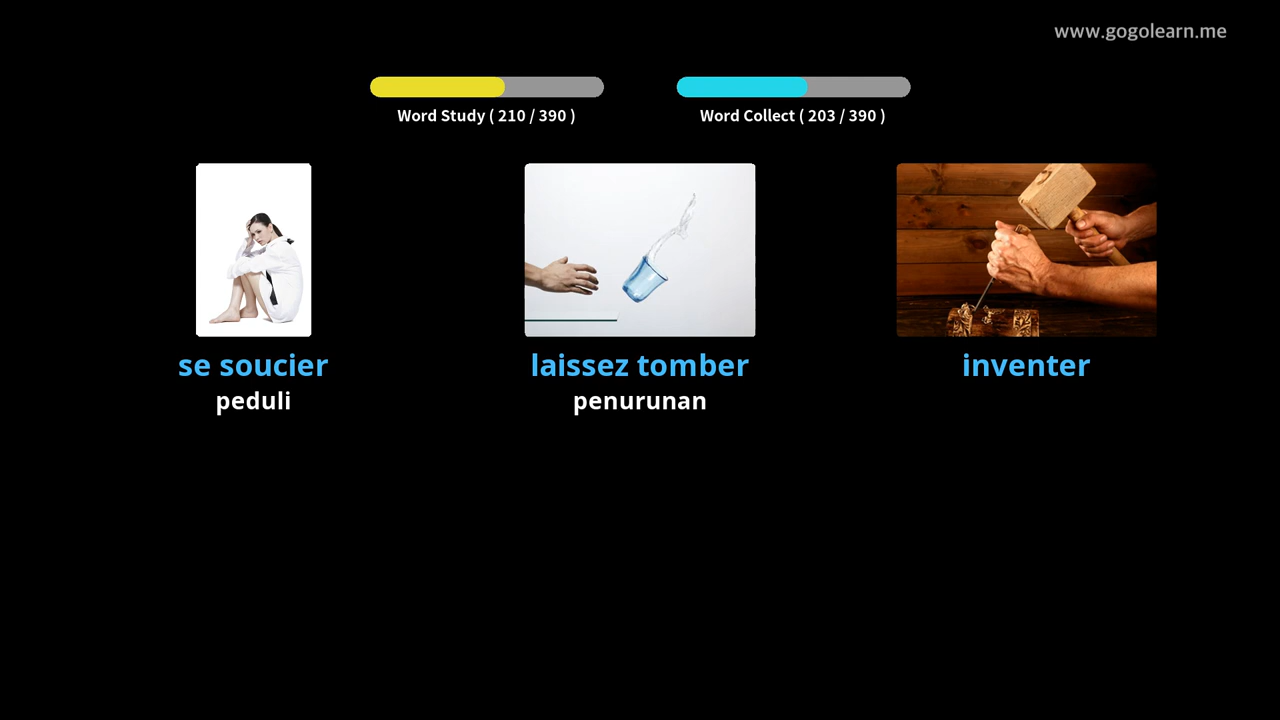 www.gogolearn.me
Word Study ( 210 / 390 )
Word Collect ( 203 / 390 )
se soucier
peduli
laissez tomber
penurunan
inventer